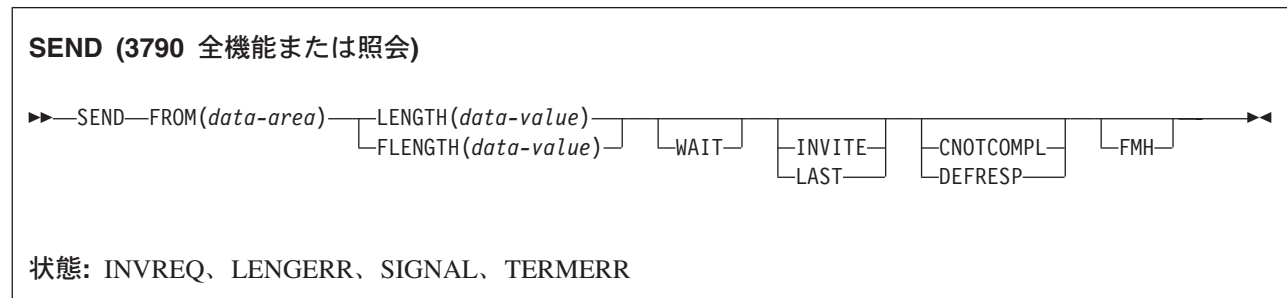 SEND (3790 全機能または照会)
SEND FROM(data-area) LENGTH(data-value) WAIT INVITE CNOTCOMPL FMH
FLENGTH(data-value) LAST DEFRESP
状態: INVREQ、LENGERR、SIGNAL、TERMERR